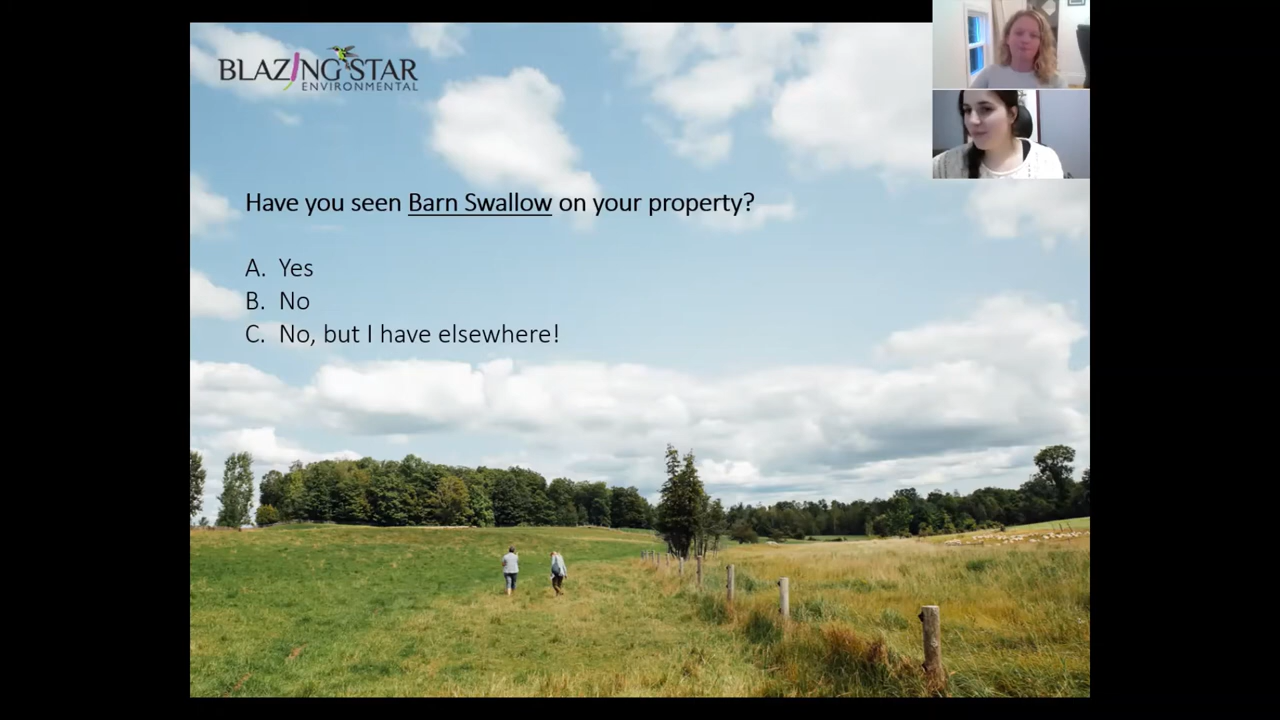 BLAZING STAR
ENVIRONMENTAL
Have you seen Barn Swallow on your property?
A. Yes
B. No
C. No, but I have elsewhere!